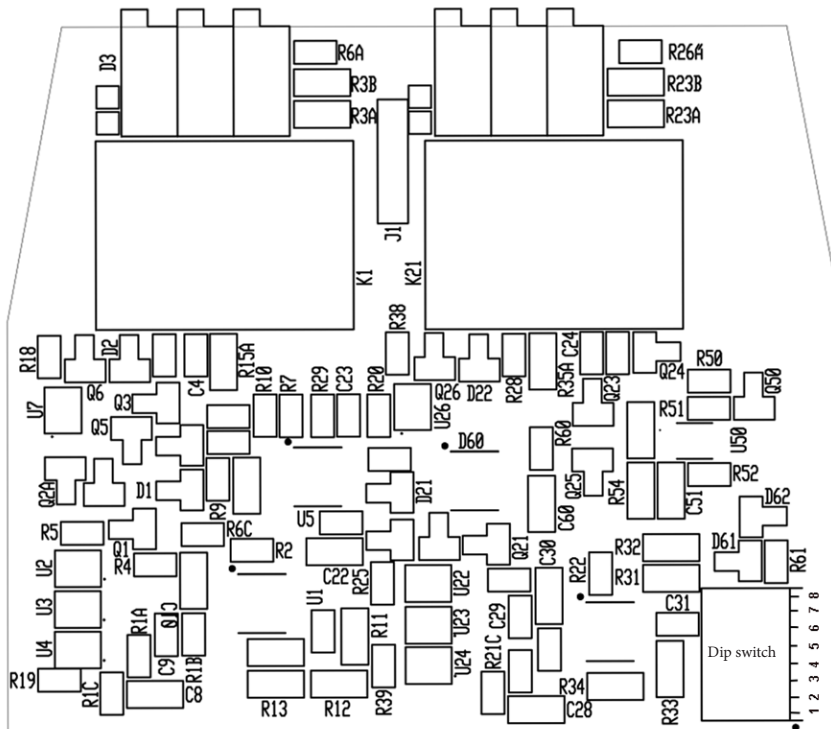 D3
R6A
R3B
R3A
R26A
R23B
R23A
J1
K1
K21
R18
Q6
D2
C4
R15A
R38
Q26
D22
R28
R35A
C24
Q23
Q24
R50
Q50
U7
Q3
Q5
R10
R7
R29
C23
R20
U26
D60
R60
R51
U50
Q2A
D1
R9
D21
Q25
R54
C51
R52
D62
R5
Q1
R6C
U5
C60
R4
R2
C22
R25
Q21
C30
R22
R32
R31
D61
R61
U2
U3
U4
R1A
C10
C9
R1B
U1
R11
U22
U23
U24
C29
R21C
C31
Dip switch
1 2 3 4 5 6 7 8
R19
R1C
C8
R13
R12
R39
C28
R34
R33